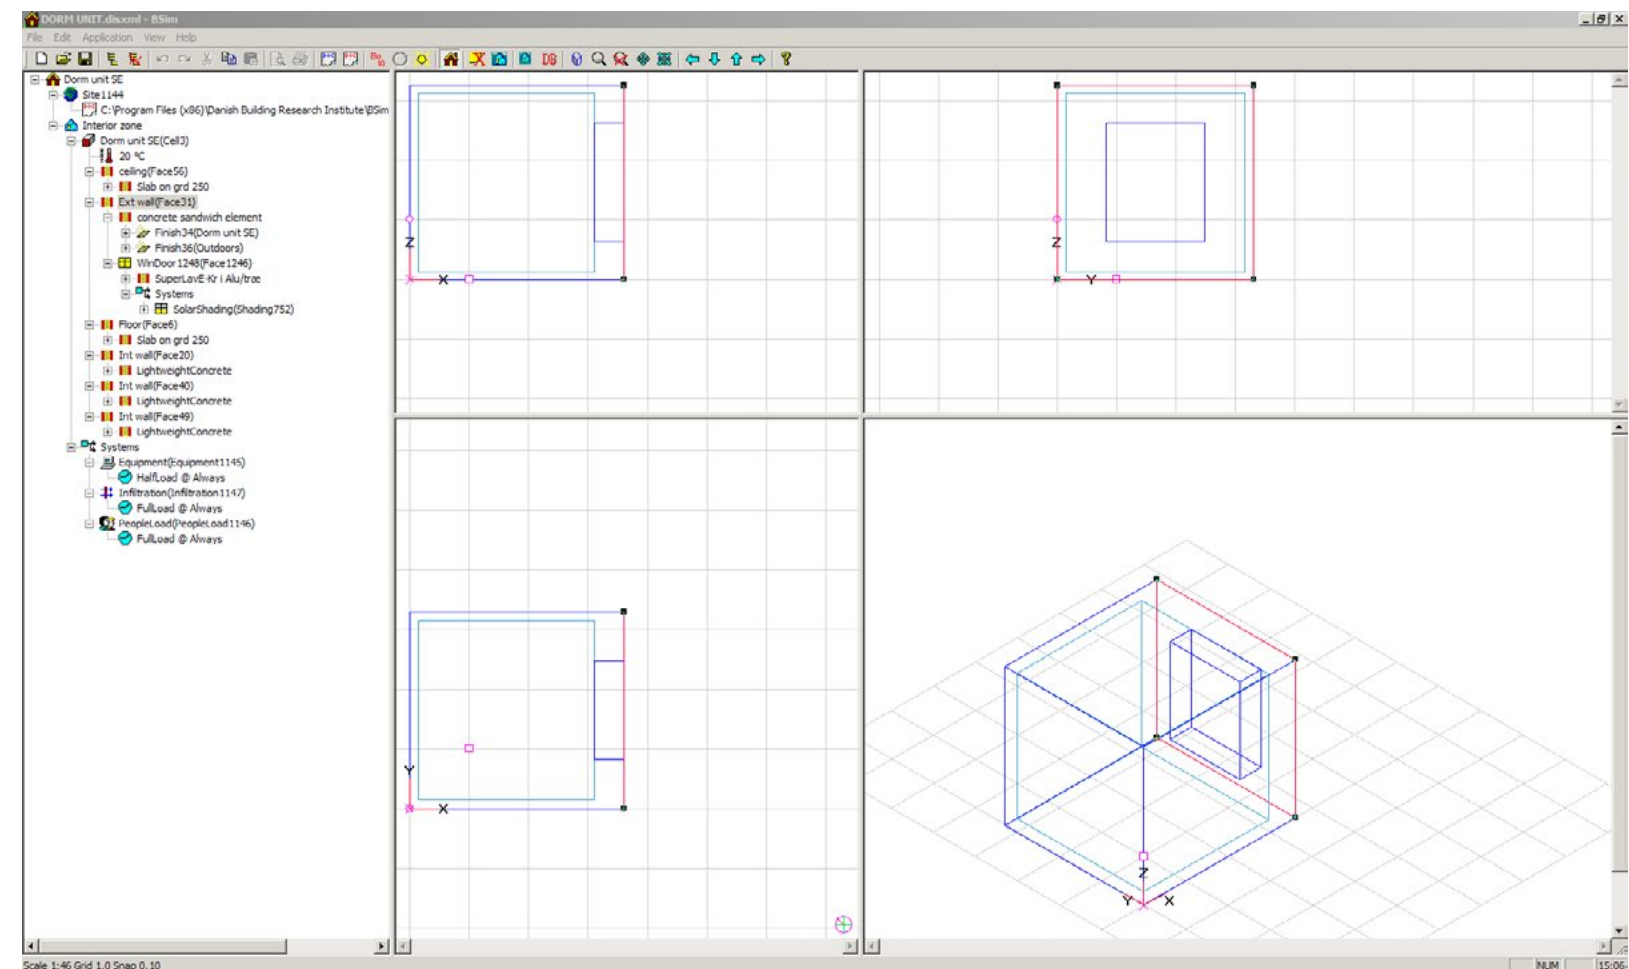 DORM UNIT.disxml - BSim
File Edit Application View Help
DB
Dorm unit SE
Site1144
C:\Program Files (x86)\Danish Building Research Institute\BSim
Interior zone
Dorm unit SE(Cell3)
20 ºC
ceiling(Face56)
Slab on grd 250
Ext wall(Face31)
concrete sandwich element
Finish34(Dorm unit SE)
Finish36(Outdoors)
WinDoor1248(Face1246)
SuperLavE-Kr i Alu/træ
Systems
SolarShading(Shading752)
Floor(Face6)
Slab on grd 250
Int wall(Face20)
LightweightConcrete
Int wall(Face40)
LightweightConcrete
Int wall(Face49)
LightweightConcrete
Systems
Equipment(Equipment1145)
HalfLoad @ Always
Infiltration(Infiltration1147)
FullLoad @ Always
PeopleLoad(PeopleLoad1146)
FullLoad @ Always
Z
X
Z
Y
Y
X
Z
Y
X
Scale 1:46 Grid 1.0 Snap 0.10
NUM
15:06